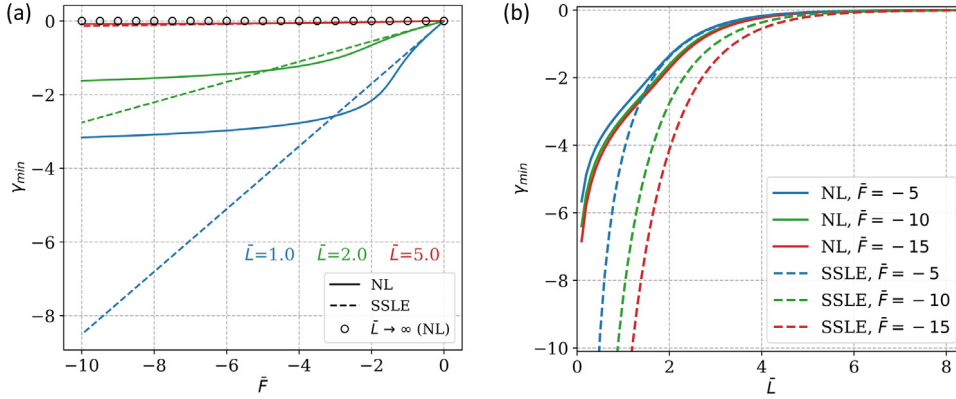 (a)
0
−2
−4
−6
−8
γmin
L̄=1.0 L̄=2.0 L̄=5.0
NL
SSLE
L̄ → ∞ (NL)
−10 −8 −6 −4 −2 0
F̄
(b)
0
−2
−4
−6
−8
−10
γmin
NL, F̄ = − 5
NL, F̄ = − 10
NL, F̄ = − 15
SSLE, F̄ = − 5
SSLE, F̄ = − 10
SSLE, F̄ = − 15
0 2 4 6 8
L̄